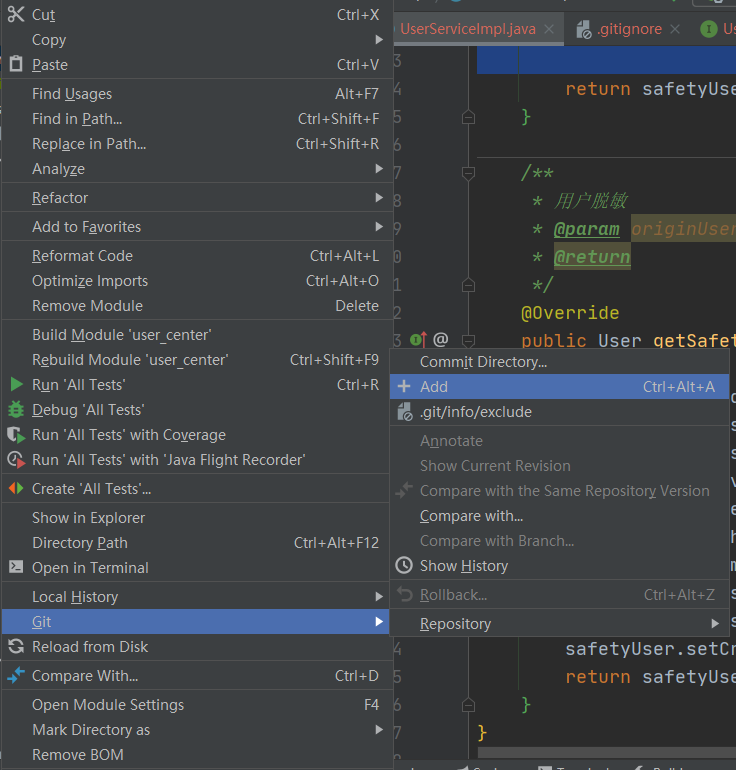 Cut Ctrl+X
Copy
Paste Ctrl+V
Find Usages Alt+F7
Find in Path... Ctrl+Shift+F
Replace in Path... Ctrl+Shift+R
Analyze
Refactor
Add to Favorites
Reformat Code Ctrl+Alt+L
Optimize Imports Ctrl+Alt+O
Remove Module Delete
Build Module 'user_center'
Rebuild Module 'user_center' Ctrl+Shift+F9
Run 'All Tests' Ctrl+R
Debug 'All Tests'
Run 'All Tests' with Coverage
Run 'All Tests' with 'Java Flight Recorder'
Create 'All Tests'...
Show in Explorer
Directory Path Ctrl+Alt+F12
Open in Terminal
Local History
Git
Reload from Disk
Compare With... Ctrl+D
Open Module Settings F4
Mark Directory as
Remove BOM
UserServiceImpl.java
.gitignore
3
4 return safetyUse
5 }
6
7 /**
8 * 用户脱敏
9 * @param originUser
0 * @return
1 */
2 @Override
3 @ public User getSafet
Commit Directory...
Add Ctrl+Alt+A
.git/info/exclude
Annotate
Show Current Revision
Compare with the Same Repository Version
Compare with...
Compare with Branch...
Show History
Rollback... Ctrl+Alt+Z
Repository
4 safetyUser.setCr
5 return safetyUse
6 }
7 }